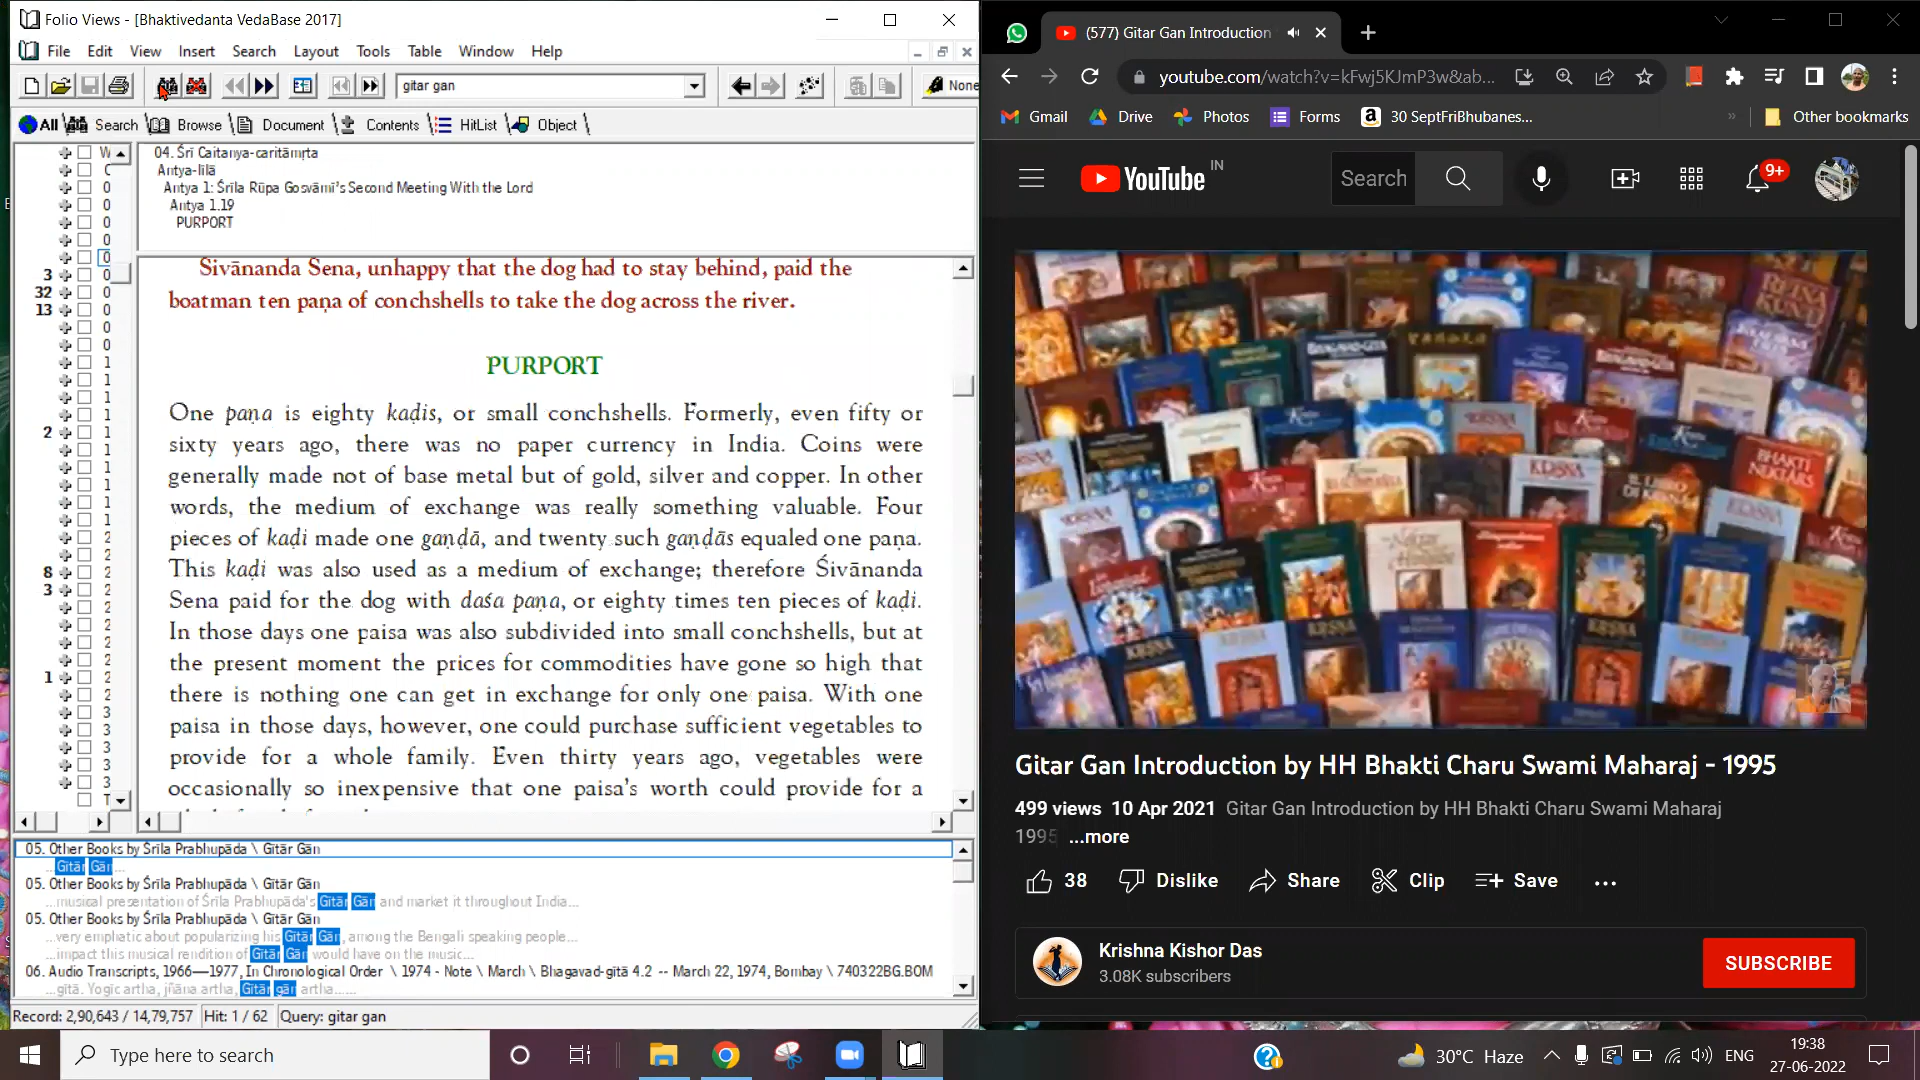 Folio Views - [Bhaktivedanta VedaBase 2017]
File Edit View Insert Search Layout Tools Table Window Help
gitar gan
None
All Search Browse Document Contents HitList Object
3
32
13
2
8
3
1
04. Śrī Caitanya-caritāmṛta
Antya-līlā
Antya 1: Śrīla Rūpa Gosvāmī's Second Meeting With the Lord
Antya 1.19
PURPORT
Śivānanda Sena, unhappy that the dog had to stay behind, paid the
boatman ten paṇa of conchshells to take the dog across the river.
PURPORT
One paṇa is eighty kaḍis, or small conchshells. Formerly, even fifty or
sixty years ago, there was no paper currency in India. Coins were
generally made not of base metal but of gold, silver and copper. In other
words, the medium of exchange was really something valuable. Four
pieces of kaḍi made one gaṇḍā, and twenty such gaṇḍās equaled one paṇa.
This kaḍi was also used as a medium of exchange; therefore Śivānanda
Sena paid for the dog with daśa paṇa, or eighty times ten pieces of kaḍi.
In those days one paisa was also subdivided into small conchshells, but at
the present moment the prices for commodities have gone so high that
there is nothing one can get in exchange for only one paisa. With one
paisa in those days, however, one could purchase sufficient vegetables to
provide for a whole family. Even thirty years ago, vegetables were
occasionally so inexpensive that one paisa's worth could provide for a
05. Other Books by Śrīla Prabhupāda \ Gītār Gān
...Gītār Gān...
05. Other Books by Śrīla Prabhupāda \ Gītār Gān
...musical presentation of Śrīla Prabhupāda's Gītār Gān and market it throughout India...
05. Other Books by Śrīla Prabhupāda \ Gītār Gān
...very emphatic about popularizing his Gītār Gān, among the Bengali speaking people...
...impact this musical rendition of Gītār Gān would have on the music...
06. Audio Transcripts, 1966—1977, In Chronological Order \ 1974 - Note \ March \ Bhagavad-gītā 4.2 -- March 22, 1974, Bombay \ 740322BG.BOM
...gītā. Yogic artha, jñāna artha, Gītār gān artha......
Record: 2,90,643 / 14,79,757 Hit: 1 / 62 Query: gitar gan
(577) Gitar Gan Introduction
youtube.com/watch?v=kFwj5KJmP3w&ab...
Gmail Drive Photos Forms 30 SeptFriBhubanes... » Other bookmarks
YouTube IN
Search
9+
BHAKTI
NEKTARS
KRSNA
Gitar Gan Introduction by HH Bhakti Charu Swami Maharaj - 1995
499 views 10 Apr 2021 Gitar Gan Introduction by HH Bhakti Charu Swami Maharaj
1995 ...more
38 Dislike Share Clip Save ...
Krishna Kishor Das
3.08K subscribers
SUBSCRIBE
Type here to search
30°C Haze
ENG
19:38
27-06-2022